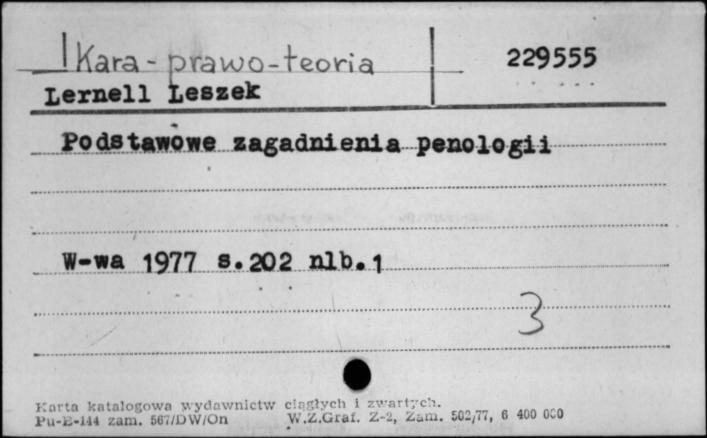 Kara - prawo - teoria
229555
Lernell Leszek
Podstawowe zagadnienia penologii
W-wa 1977 s.202 nlb.1
3
Karta katalogowa wydawnictw ciągłych i zwartych.
Pu-E-144 zam. 567/DW/On W.Z.Graf. Z-2, Zam. 502/77, 6 400 000